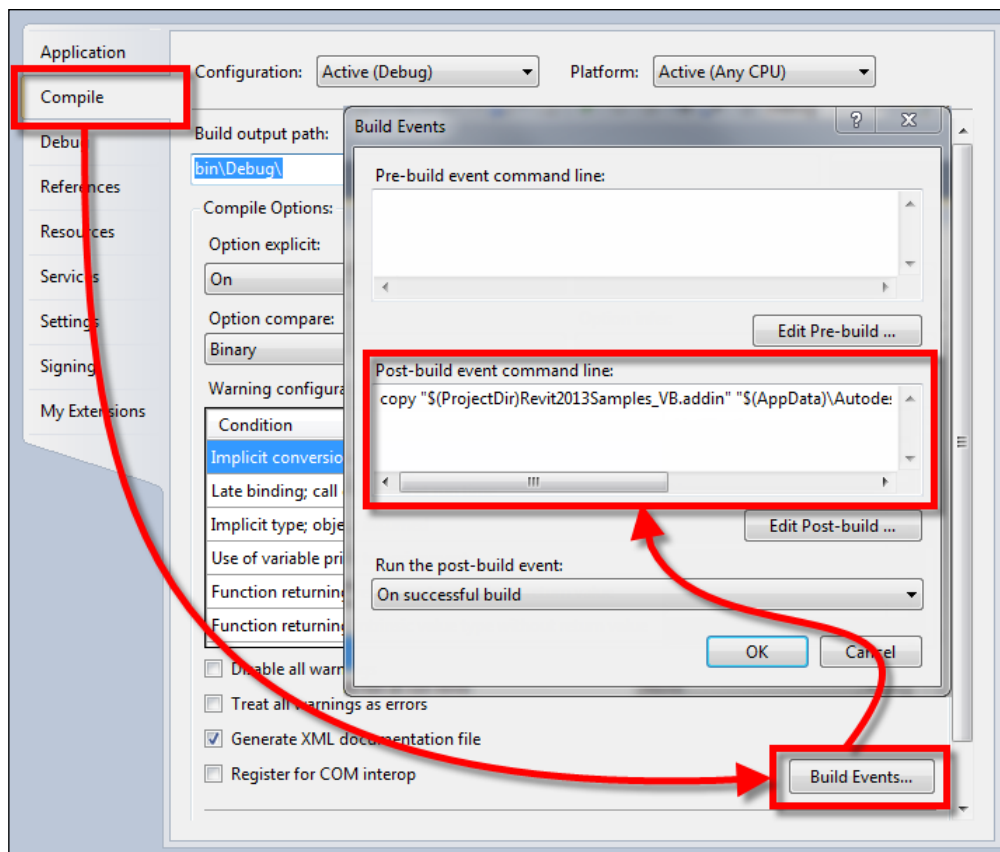 Application
Compile
Debug
References
Resources
Services
Settings
Signing
My Extensions
Configuration: Active (Debug) Platform: Active (Any CPU)
Build output path:
bin\Debug\
Compile Options:
Option explicit:
On
Option compare:
Binary
Warning configura
Condition
Implicit conversio
Late binding; call
Implicit type; obje
Use of variable pri
Function returning
Function returning
Disable all warn
Treat all warnings as errors
Generate XML documentation file
Register for COM interop
Build Events...
Build Events
Pre-build event command line:
Edit Pre-build ...
Post-build event command line:
copy "$(ProjectDir)Revit2013Samples_VB.addin" "$(AppData)\Autodes
Edit Post-build ...
Run the post-build event:
On successful build
OK Cancel